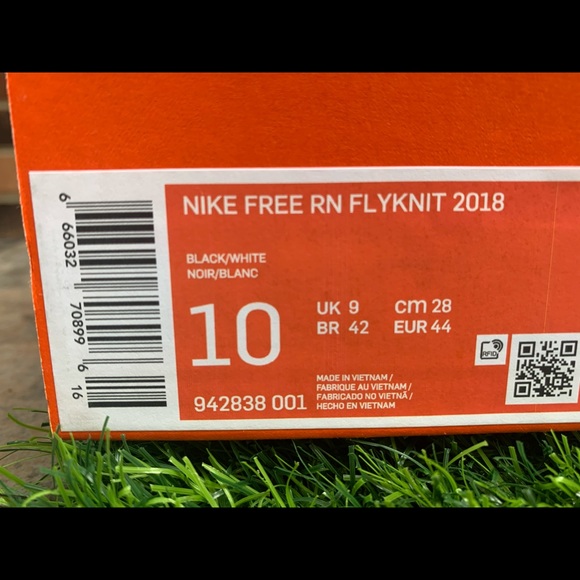 NIKE FREE RN FLYKNIT 2018
BLACK/WHITE
NOIR/BLANC
10
UK 9 cm 28
BR 42 EUR 44
942838 001
MADE IN VIETNAM /
FABRIQUE AU VIETNAM /
FABRICADO NO VIETNÃ /
HECHO EN VIETNAM
RFID
6 66032 70899 6 16